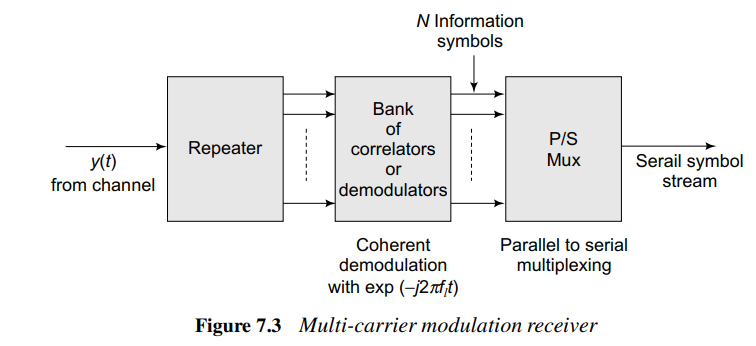 N Information
symbols
Repeater
Bank
of
correlators
or
demodulators
P/S
Mux
y(t)
from channel
Serail symbol
stream
Coherent
demodulation
with exp (–j2πfₗt)
Parallel to serial
multiplexing
Figure 7.3 Multi-carrier modulation receiver